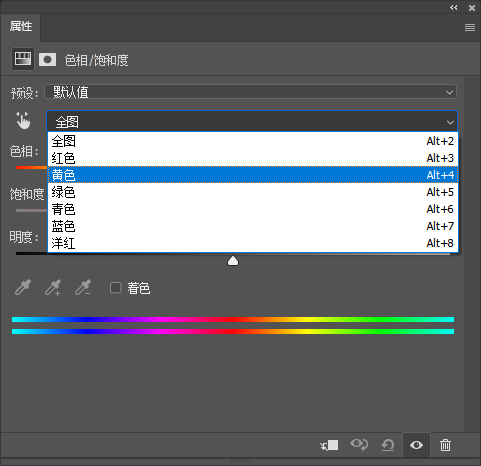 属性
色相/饱和度
预设: 默认值
全图
全图 Alt+2
红色 Alt+3
黄色 Alt+4
绿色 Alt+5
青色 Alt+6
蓝色 Alt+7
洋红 Alt+8
色相:
饱和度
明度:
着色